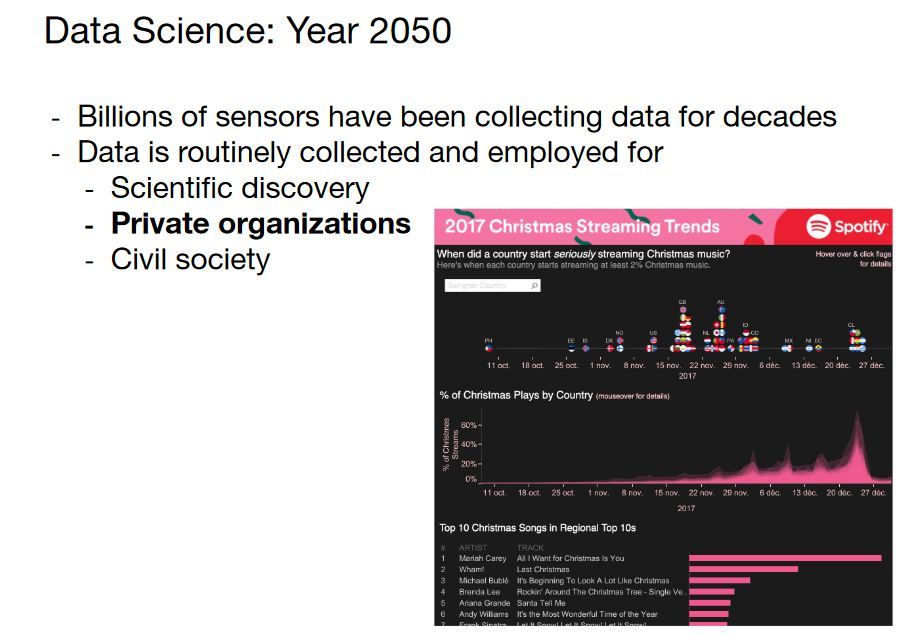 Data Science: Year 2050
- Billions of sensors have been collecting data for decades
- Data is routinely collected and employed for
- Scientific discovery
- Private organizations
- Civil society
2017 Christmas Streaming Trends
Spotify
When did a country start seriously streaming Christmas music?
Here's when each country starts streaming at least 2% Christmas music.
Hover over & click flags
for details
Country
GB AU
NO US NL ID CO CL
PH EE IS DK PA MX NI EC
11 oct. 18 oct. 25 oct. 1 nov. 8 nov. 15 nov. 22 nov. 29 nov. 6 déc. 13 déc. 20 déc. 27 déc.
2017
% of Christmas Plays by Country (mouseover for details)
% of Christmas
Streams
60%
40%
20%
0%
11 oct. 18 oct. 25 oct. 1 nov. 8 nov. 15 nov. 22 nov. 29 nov. 6 déc. 13 déc. 20 déc. 27 déc.
2017
Top 10 Christmas Songs in Regional Top 10s
# ARTIST TRACK
1 Mariah Carey All I Want for Christmas Is You
2 Wham! Last Christmas
3 Michael Bublé It's Beginning To Look A Lot Like Christmas
4 Brenda Lee Rockin' Around The Christmas Tree - Single Ve..
5 Ariana Grande Santa Tell Me
6 Andy Williams It's the Most Wonderful Time of the Year
7 Frank Sinatra Let It Snow! Let It Snow! Let It Snow!